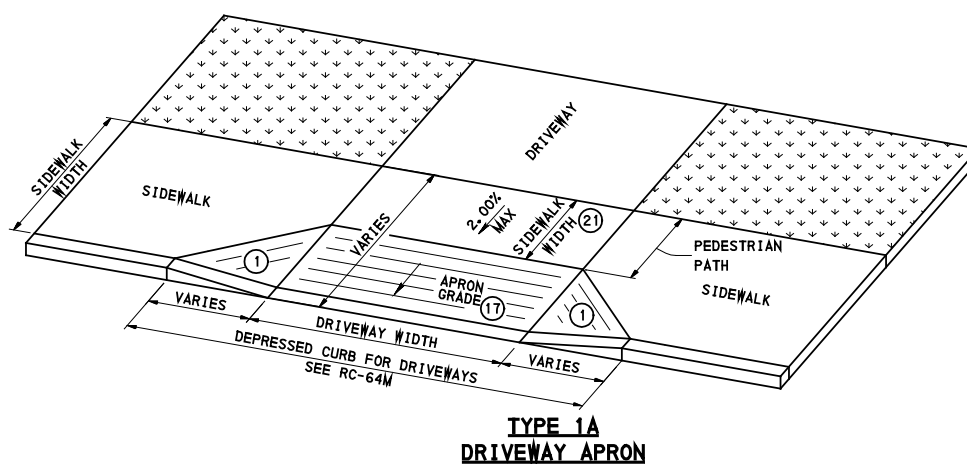 DRIVEWAY
SIDEWALK
WIDTH
SIDEWALK
VARIES
2.00%
MAX
SIDEWALK
WIDTH
21
PEDESTRIAN
PATH
SIDEWALK
1
APRON
GRADE
17
1
VARIES
DRIVEWAY WIDTH
VARIES
DEPRESSED CURB FOR DRIVEWAYS
SEE RC-64M
TYPE 1A
DRIVEWAY APRON